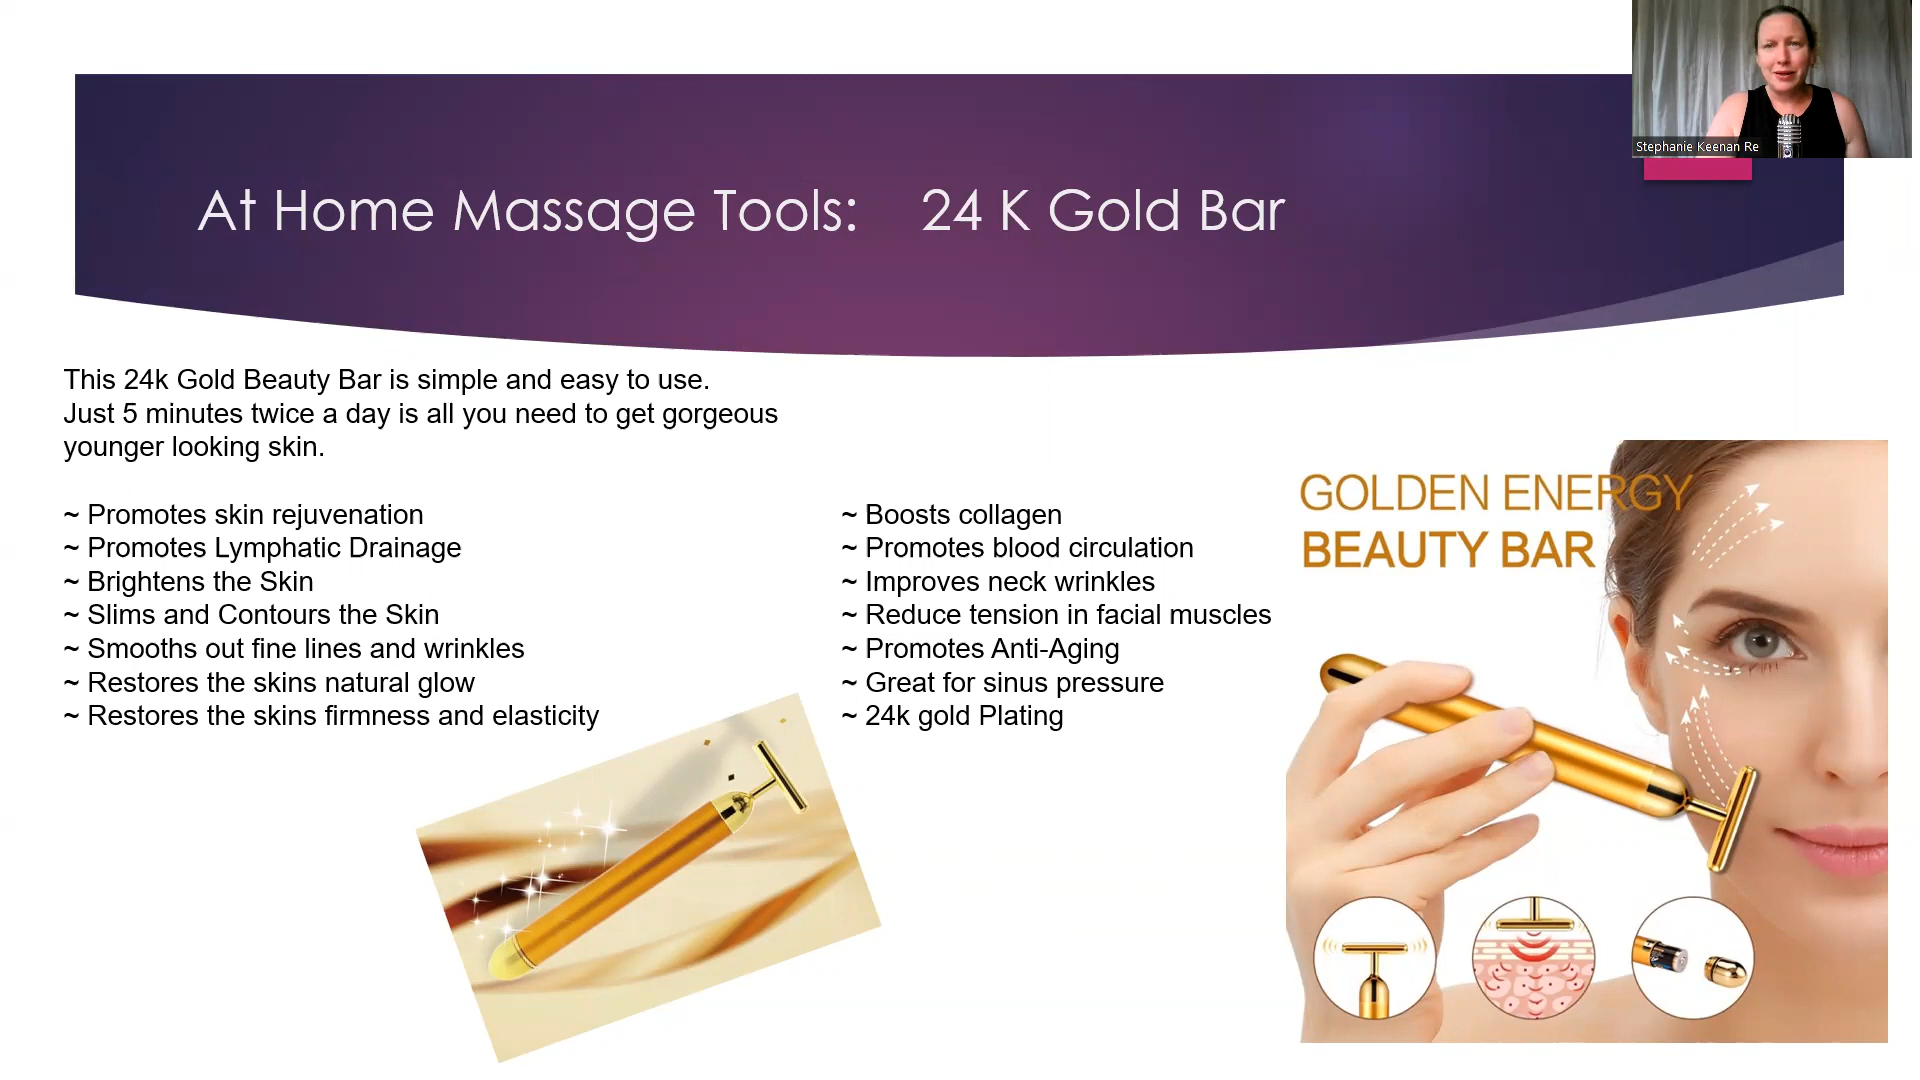 Stephanie Keenan Re
At Home Massage Tools: 24 K Gold Bar
This 24k Gold Beauty Bar is simple and easy to use.
Just 5 minutes twice a day is all you need to get gorgeous
younger looking skin.
~ Promotes skin rejuvenation
~ Promotes Lymphatic Drainage
~ Brightens the Skin
~ Slims and Contours the Skin
~ Smooths out fine lines and wrinkles
~ Restores the skins natural glow
~ Restores the skins firmness and elasticity
~ Boosts collagen
~ Promotes blood circulation
~ Improves neck wrinkles
~ Reduce tension in facial muscles
~ Promotes Anti-Aging
~ Great for sinus pressure
~ 24k gold Plating
GOLDEN ENERGY
BEAUTY BAR